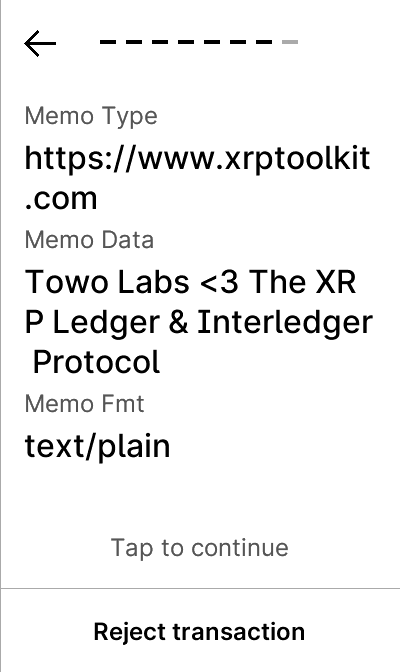 Memo Type
https://www.xrptoolkit
.com
Memo Data
Towo Labs <3 The XR
P Ledger & Interledger
Protocol
Memo Fmt
text/plain
Tap to continue
Reject transaction